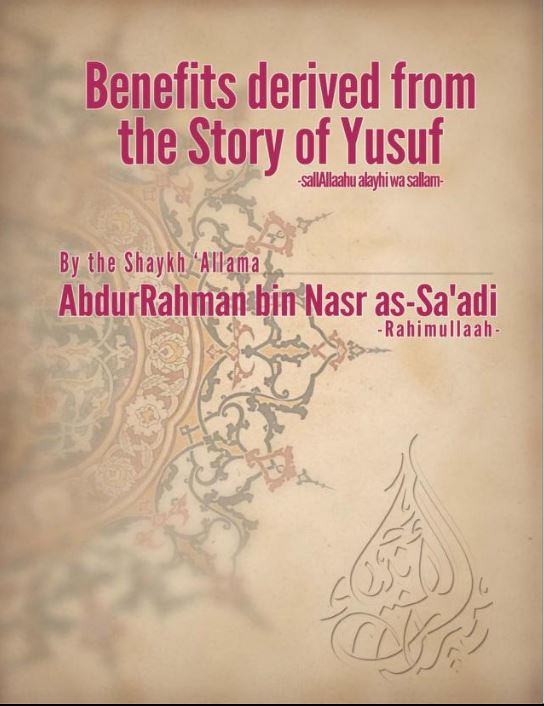 Benefits derived from
the Story of Yusuf
-sallAllaahu alayhi wa sallam-
By the Shaykh ‘Allama
AbdurRahman bin Nasr as-Sa'adi
-Rahimullaah-